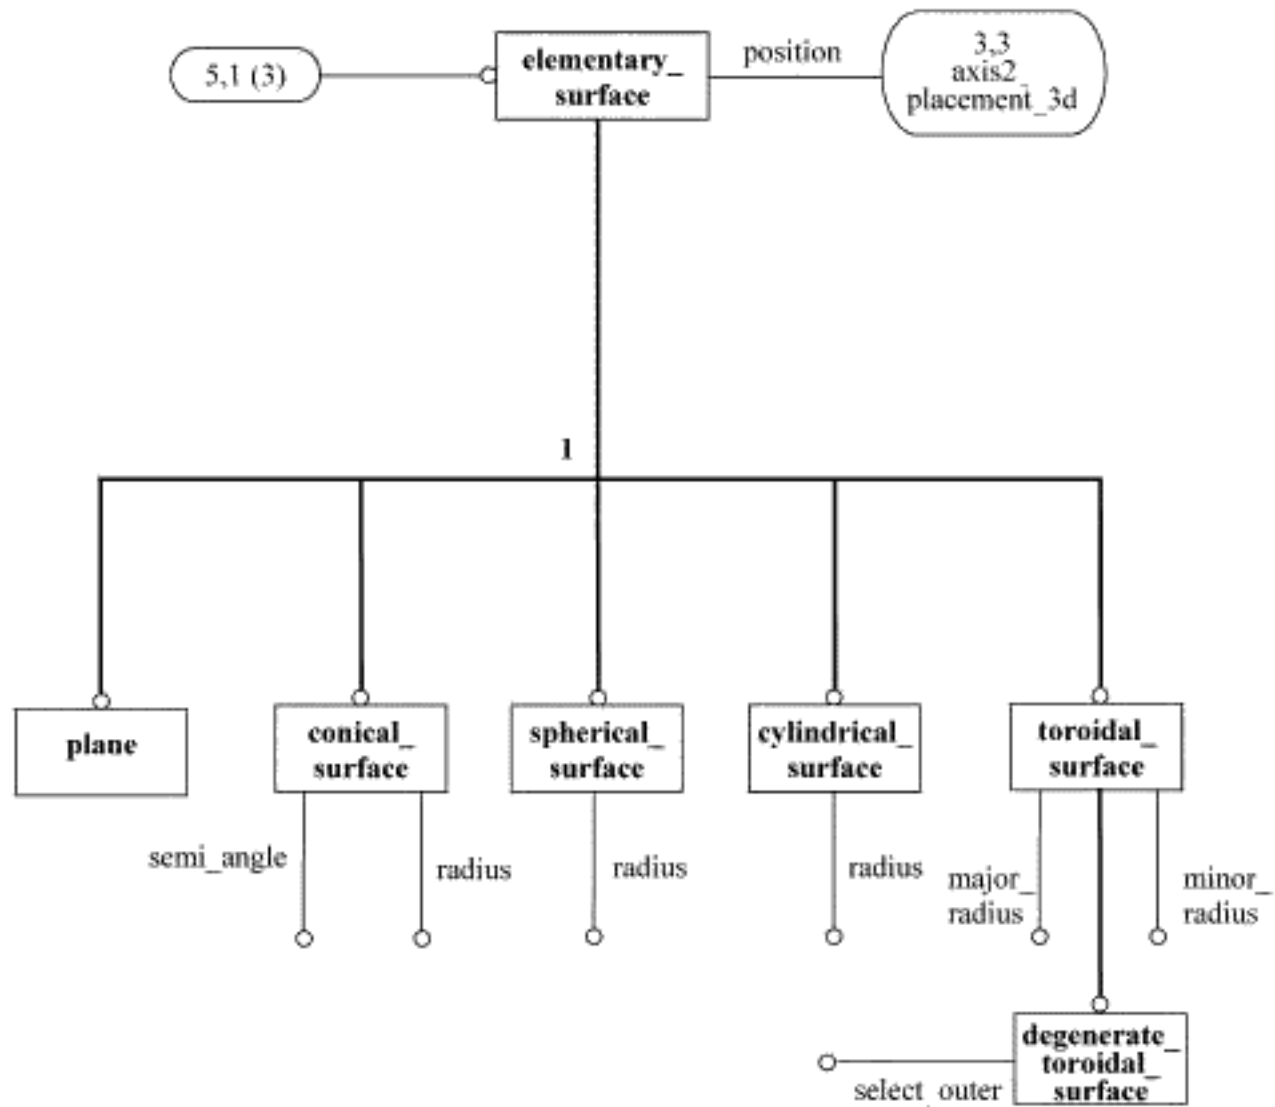 5,1 (3)
elementary_
surface
position
3,3
axis2_
placement_3d
1
plane
conical_
surface
spherical_
surface
cylindrical_
surface
toroidal_
surface
semi_angle
radius
radius
radius
major_
radius
minor_
radius
degenerate_
toroidal_
surface
select_outer